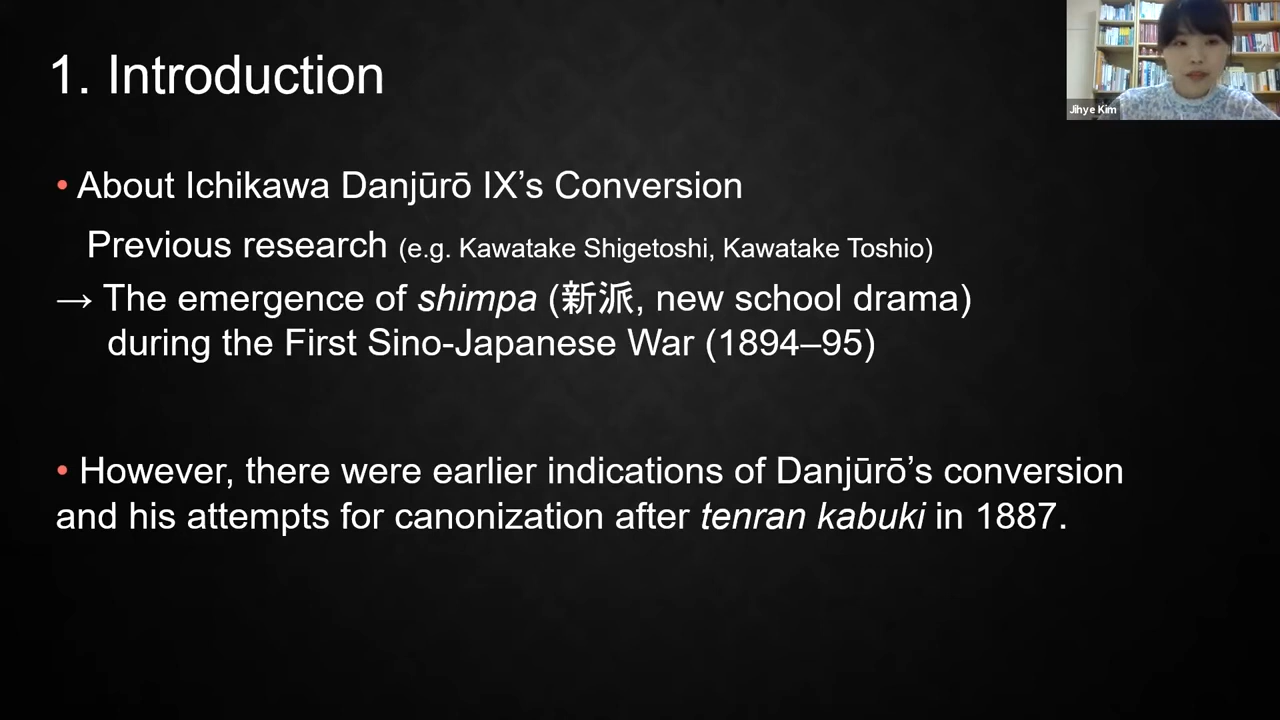 1. Introduction
Jihye Kim
• About Ichikawa Danjūrō IX’s Conversion
Previous research (e.g. Kawatake Shigetoshi, Kawatake Toshio)
→ The emergence of shimpa (新派, new school drama)
during the First Sino-Japanese War (1894–95)
• However, there were earlier indications of Danjūrō’s conversion
and his attempts for canonization after tenran kabuki in 1887.